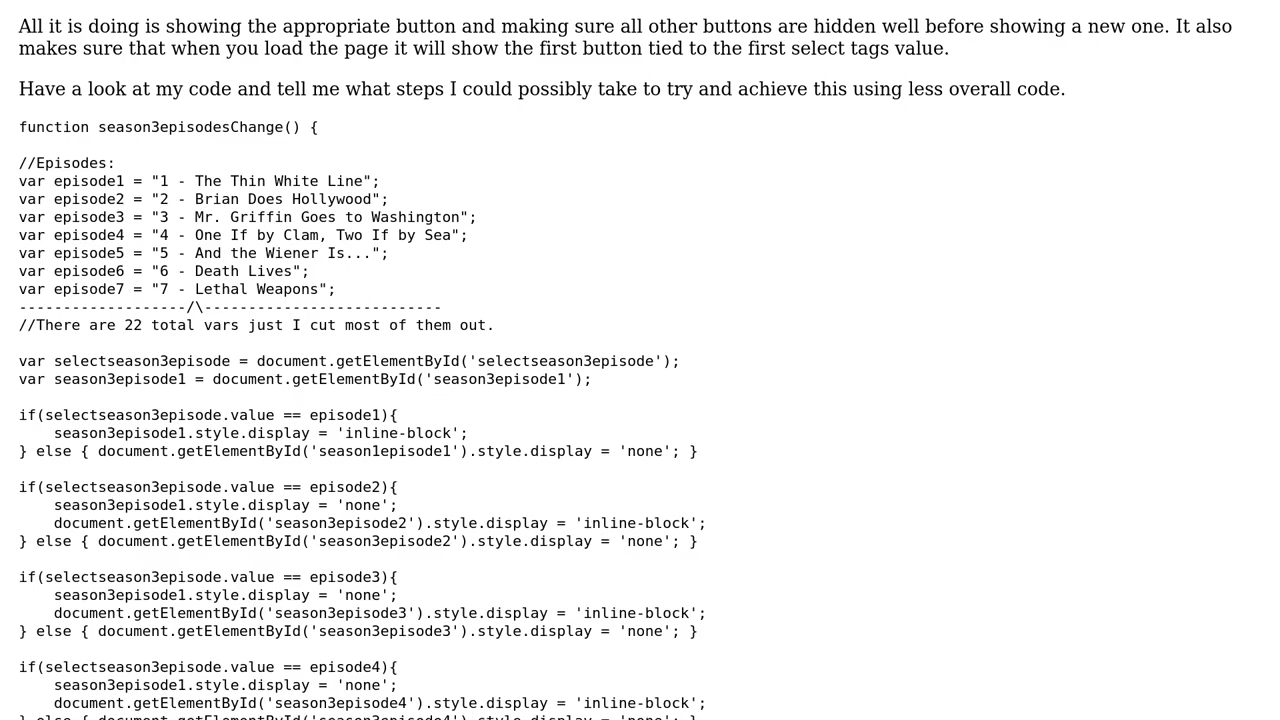 All it is doing is showing the appropriate button and making sure all other buttons are hidden well before showing a new one. It also
makes sure that when you load the page it will show the first button tied to the first select tags value.
Have a look at my code and tell me what steps I could possibly take to try and achieve this using less overall code.
function season3episodesChange() {
//Episodes:
var episode1 = "1 - The Thin White Line";
var episode2 = "2 - Brian Does Hollywood";
var episode3 = "3 - Mr. Griffin Goes to Washington";
var episode4 = "4 - One If by Clam, Two If by Sea";
var episode5 = "5 - And the Wiener Is...";
var episode6 = "6 - Death Lives";
var episode7 = "7 - Lethal Weapons";
-------------------/\---------------------------
//There are 22 total vars just I cut most of them out.
var selectseason3episode = document.getElementById('selectseason3episode');
var season3episode1 = document.getElementById('season3episode1');
if(selectseason3episode.value == episode1){
    season3episode1.style.display = 'inline-block';
} else { document.getElementById('season1episode1').style.display = 'none'; }
if(selectseason3episode.value == episode2){
    season3episode1.style.display = 'none';
    document.getElementById('season3episode2').style.display = 'inline-block';
} else { document.getElementById('season3episode2').style.display = 'none'; }
if(selectseason3episode.value == episode3){
    season3episode1.style.display = 'none';
    document.getElementById('season3episode3').style.display = 'inline-block';
} else { document.getElementById('season3episode3').style.display = 'none'; }
if(selectseason3episode.value == episode4){
    season3episode1.style.display = 'none';
    document.getElementById('season3episode4').style.display = 'inline-block';
} else { document.getElementById('season3episode4').style.display = 'none'; }